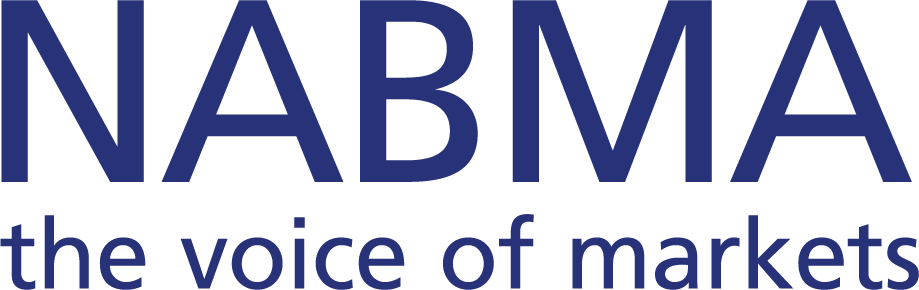 NABMA
the voice of markets